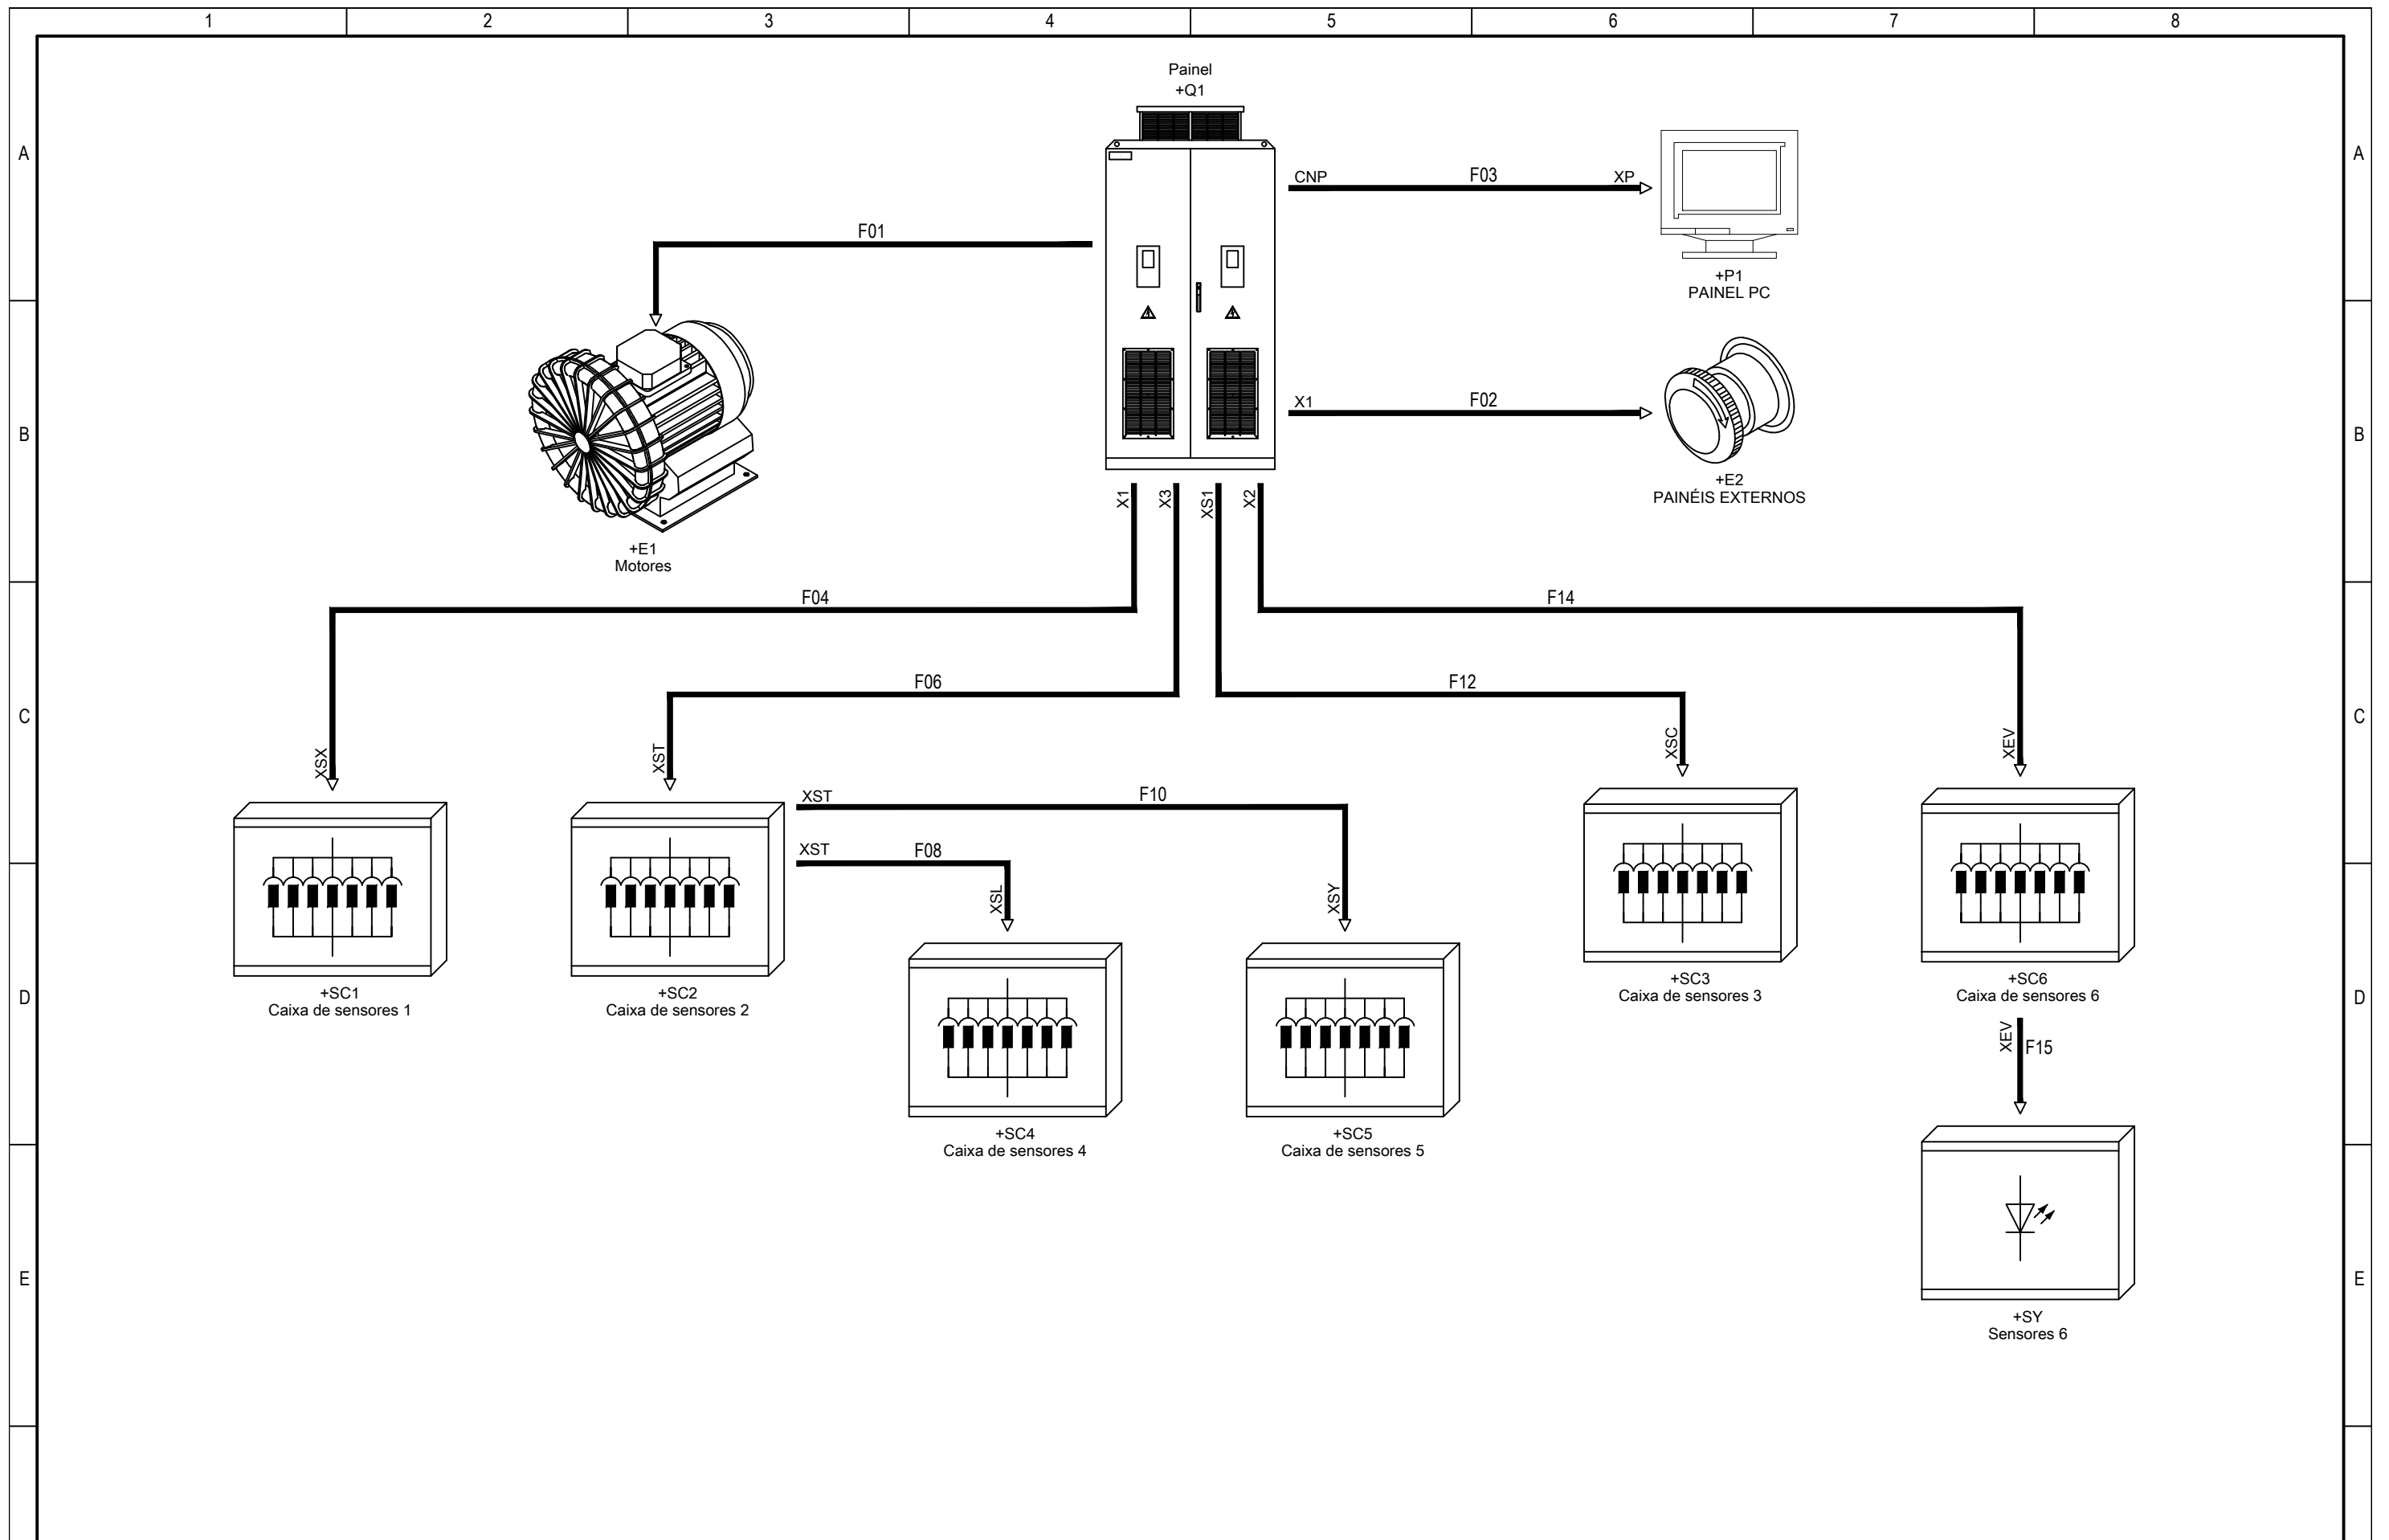 1 2 3 4 5 6 7 8
Painel
+Q1
A A
CNP F03 XP
F01
+P1
PAINEL PC
X1 F02
B B
+E2
PAINÉIS EXTERNOS
X1 X3 XS1 X2
+E1
Motores
F04 F14
F06 F12
C C
XSX XST XSC XEV
XST F10
XST F08
XSL XSY
+SC1
Caixa de sensores 1
+SC2
Caixa de sensores 2
+SC3
Caixa de sensores 3
+SC6
Caixa de sensores 6
D D
XEV F15
+SC4
Caixa de sensores 4
+SC5
Caixa de sensores 5
E E
+SY
Sensores 6